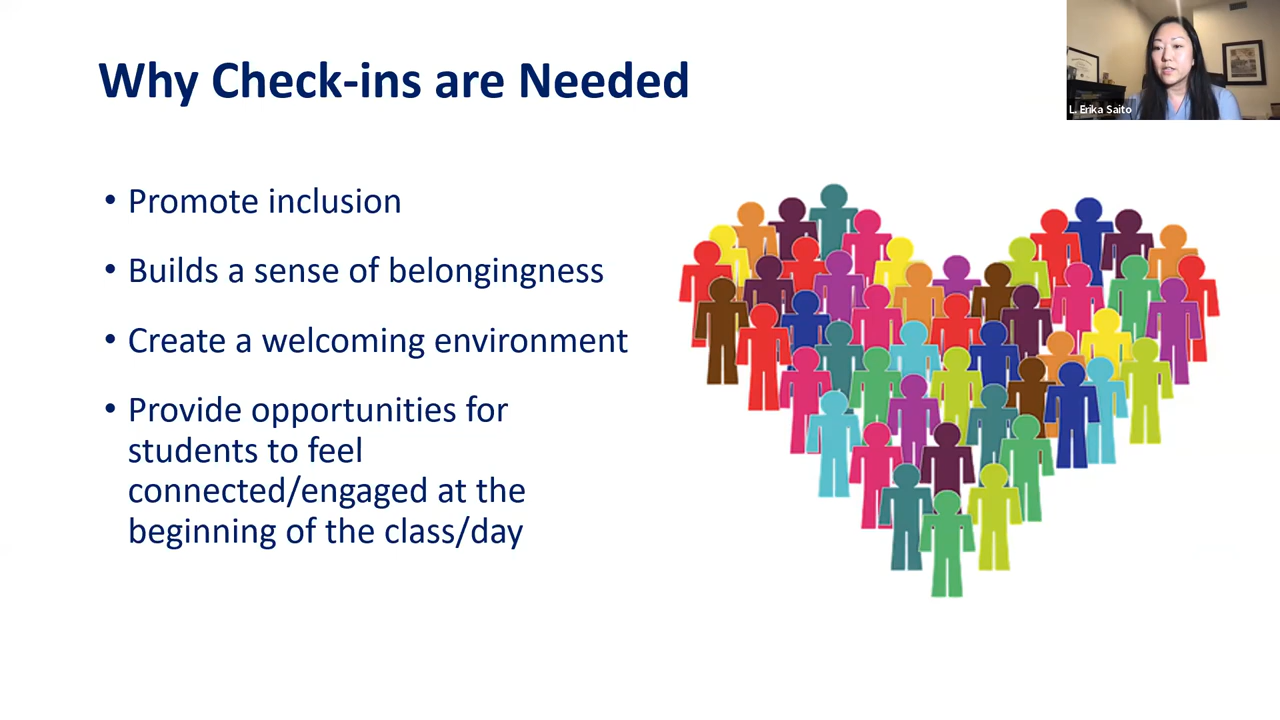 Why Check-ins are Needed
L. Erika Saito
• Promote inclusion
• Builds a sense of belongingness
• Create a welcoming environment
• Provide opportunities for
students to feel
connected/engaged at the
beginning of the class/day